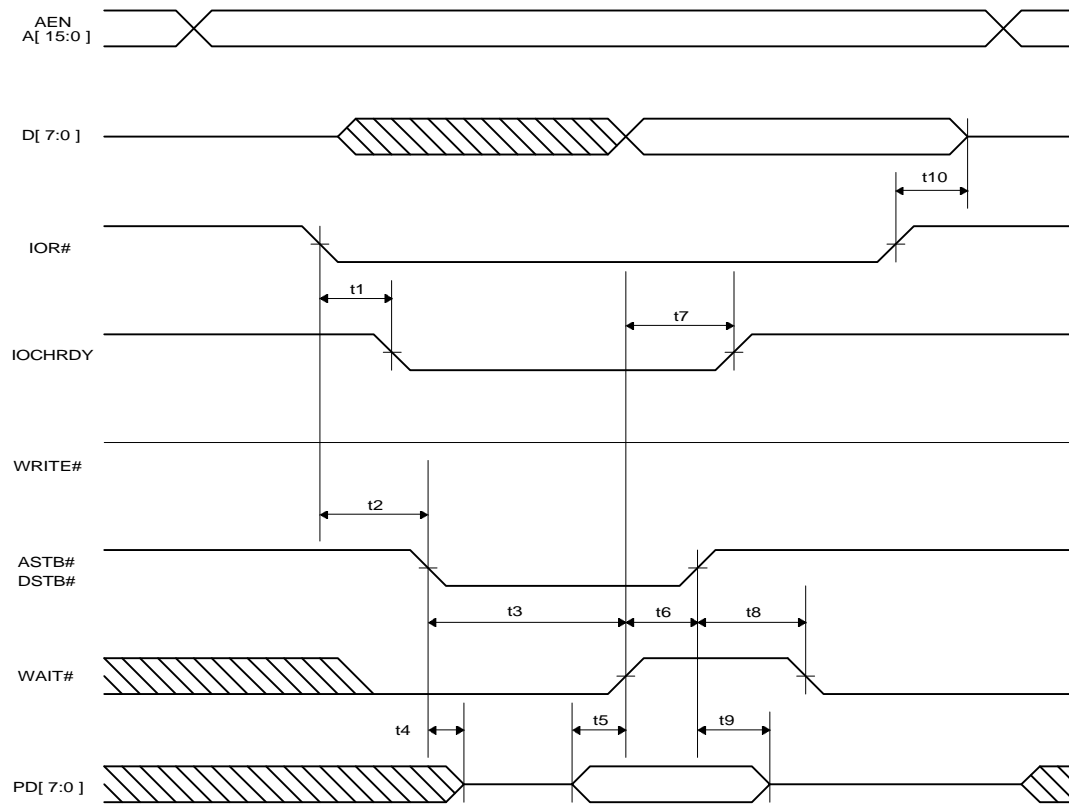 AEN
A[ 15:0 ]
D[ 7:0 ]
t10
IOR#
t1
t7
IOCHRDY
WRITE#
t2
ASTB#
DSTB#
t3
t6
t8
WAIT#
t4
t5
t9
PD[ 7:0 ]